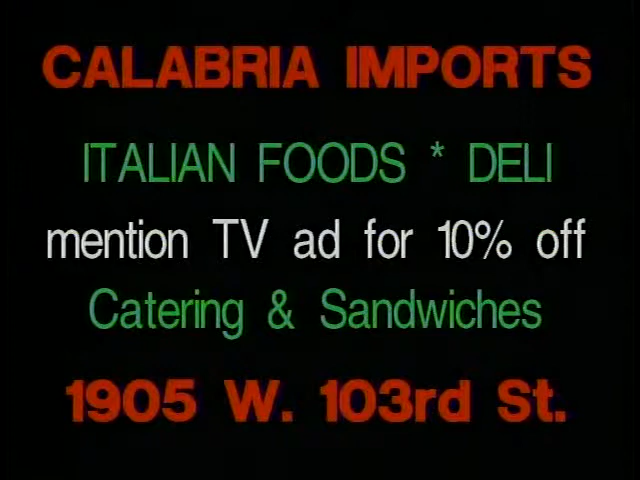 CALABRIA IMPORTS
ITALIAN FOODS * DELI
mention TV ad for 10% off
Catering & Sandwiches
1905 W. 103rd St.